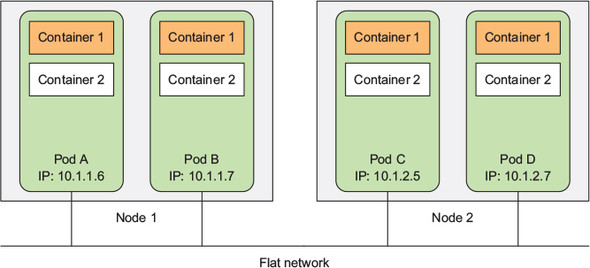 Container 1
Container 2
Pod A
IP: 10.1.1.6
Container 1
Container 2
Pod B
IP: 10.1.1.7
Node 1
Container 1
Container 2
Pod C
IP: 10.1.2.5
Container 1
Container 2
Pod D
IP: 10.1.2.7
Node 2
Flat network